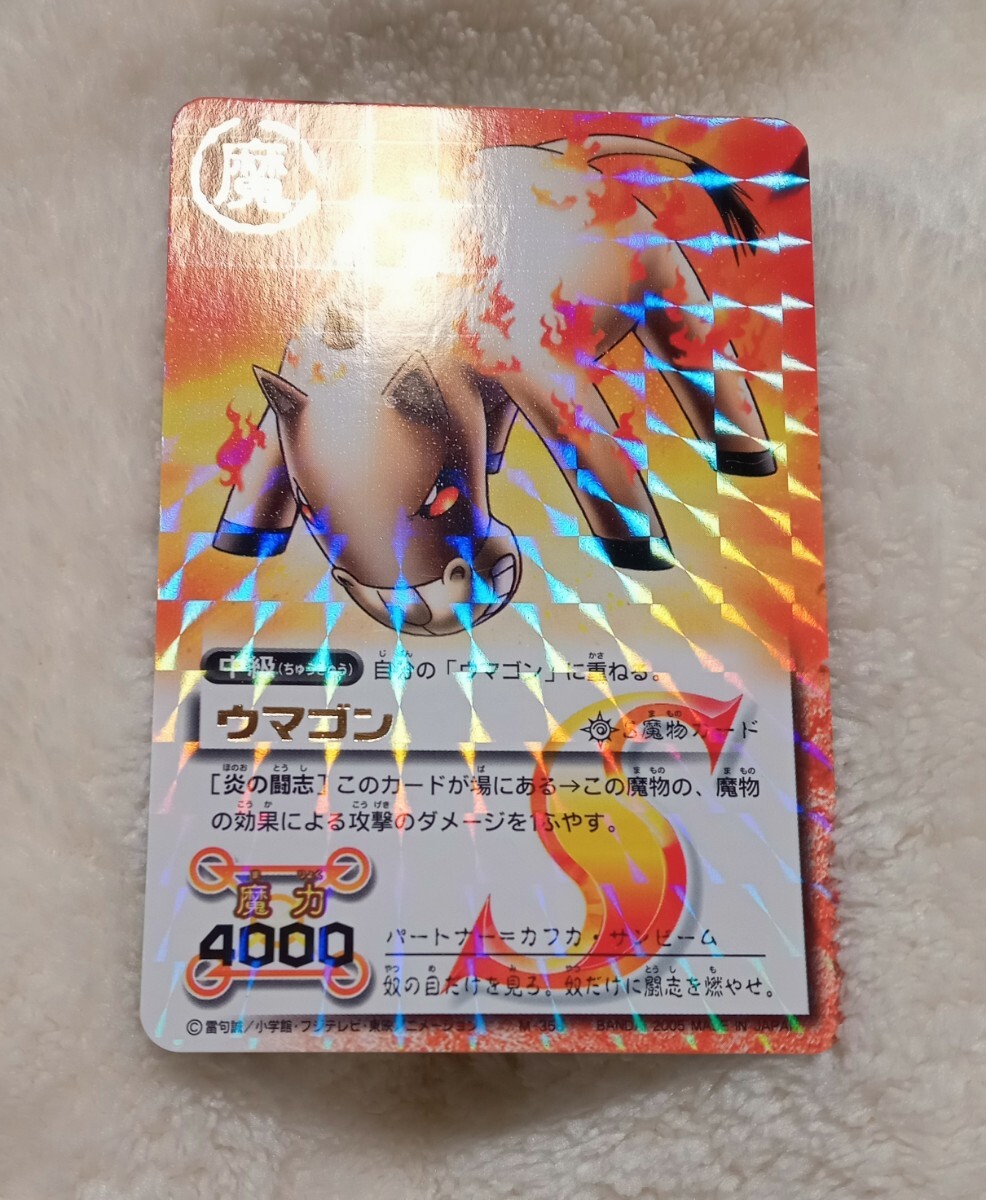 魔
中級(ちゅうきゅう) 自分の「ウマゴン」に重ねる。
ウマゴン 魔物カード
[炎の闘志]このカードが場にある→この魔物の、魔物
の効果による攻撃のダメージを1ふやす。
S
魔力
4000
パートナー=カフカ・サンビーム
奴の目だけを見ろ。奴だけに闘志を燃やせ。
©雷句誠/小学館・フジテレビ・東映アニメーション BANDAI 2005 MADE IN JAPAN